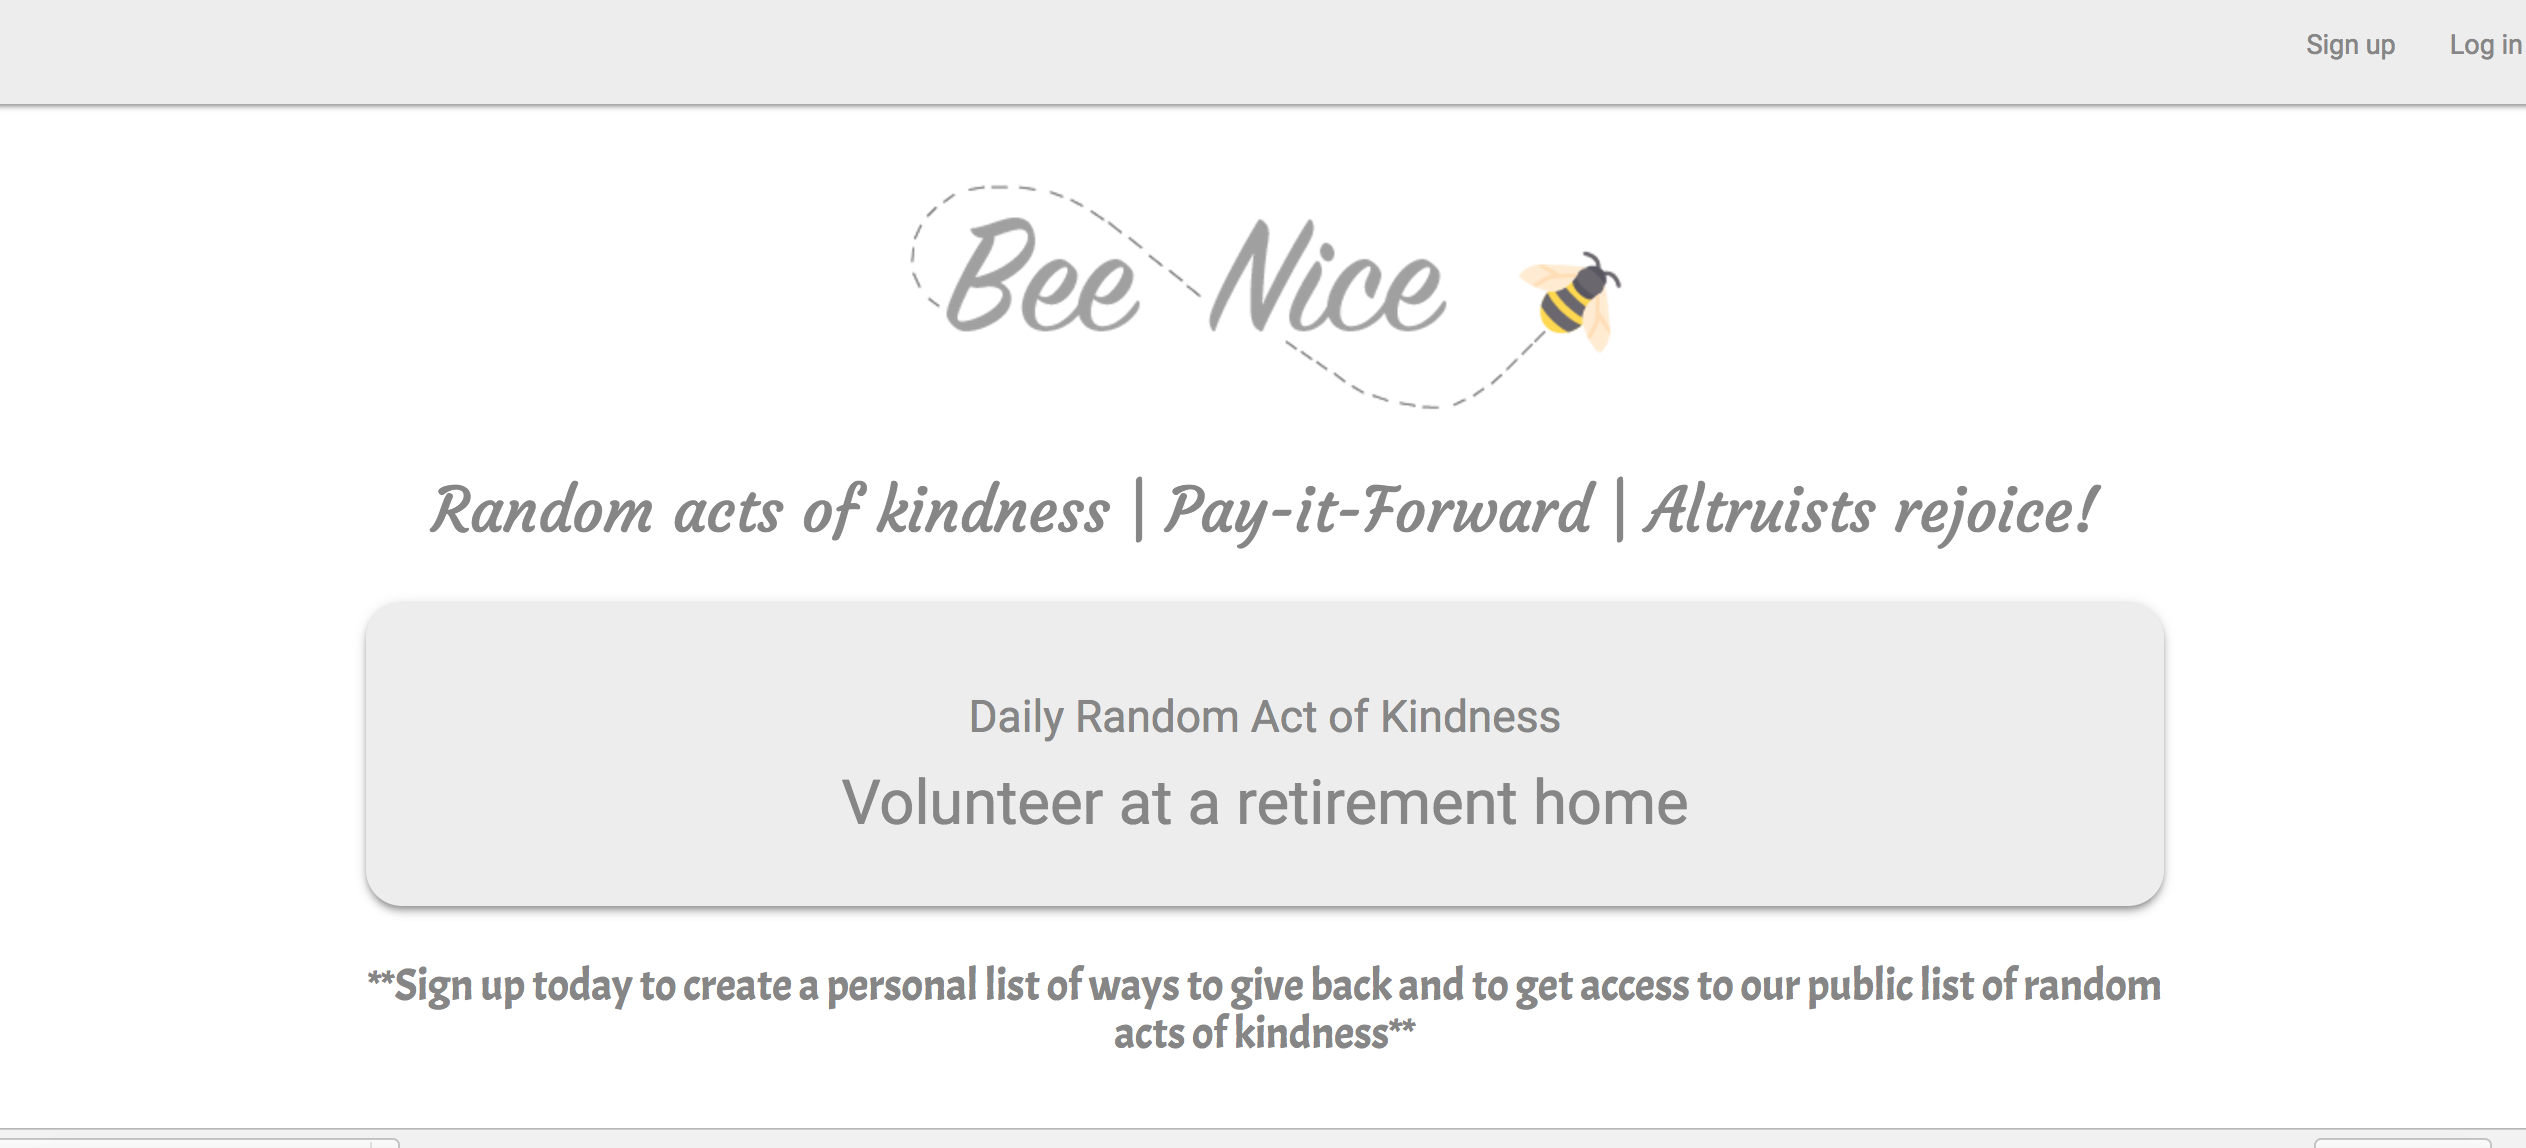 Sign up Log in
Bee Nice
Random acts of kindness | Pay-it-Forward | Altruists rejoice!
Daily Random Act of Kindness
Volunteer at a retirement home
**Sign up today to create a personal list of ways to give back and to get access to our public list of random
acts of kindness**